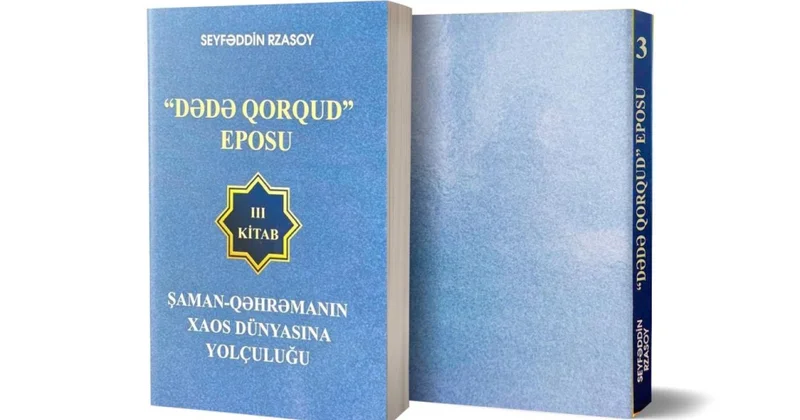 SEYFƏDDİN RZASOY
“DƏDƏ QORQUD”
EPOSU
III
KİTAB
ŞAMAN-QƏHRƏMANIN
XAOS DÜNYASINA
YOLÇULUĞU
3
“DƏDƏ QORQUD” EPOSU
SEYFƏDDİN
RZASOY